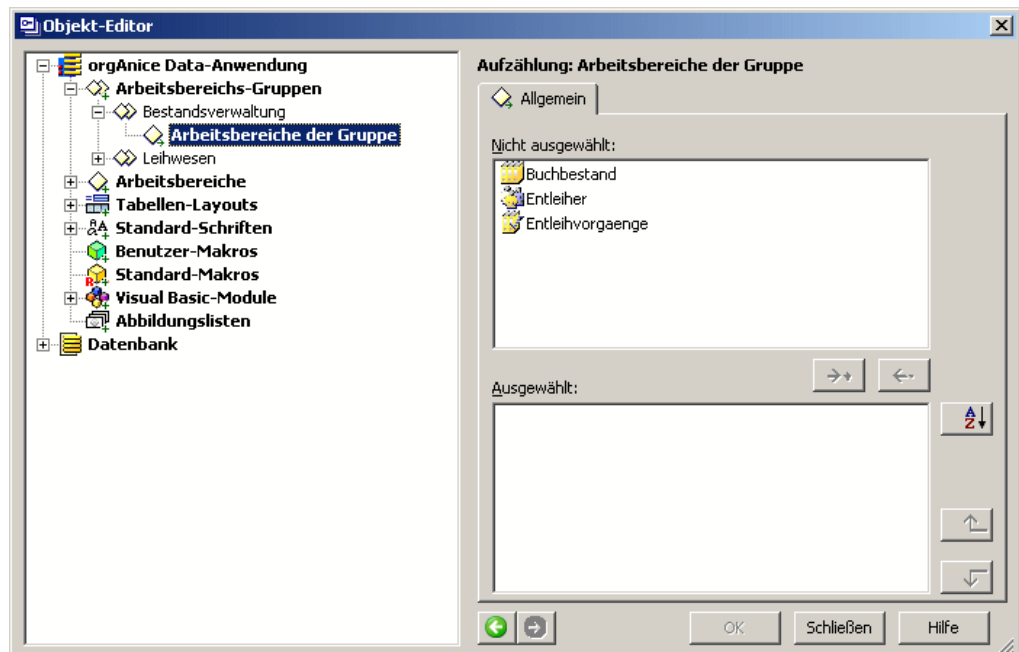 Objekt-Editor
orgAnice Data-Anwendung
Arbeitsbereichs-Gruppen
Bestandsverwaltung
Arbeitsbereiche der Gruppe
Leihwesen
Arbeitsbereiche
Tabellen-Layouts
Standard-Schriften
Benutzer-Makros
Standard-Makros
Visual Basic-Module
Abbildungslisten
Datenbank
Aufzählung: Arbeitsbereiche der Gruppe
Allgemein
Nicht ausgewählt:
Buchbestand
Entleiher
Entleihvorgaenge
Ausgewählt:
OK
Schließen
Hilfe